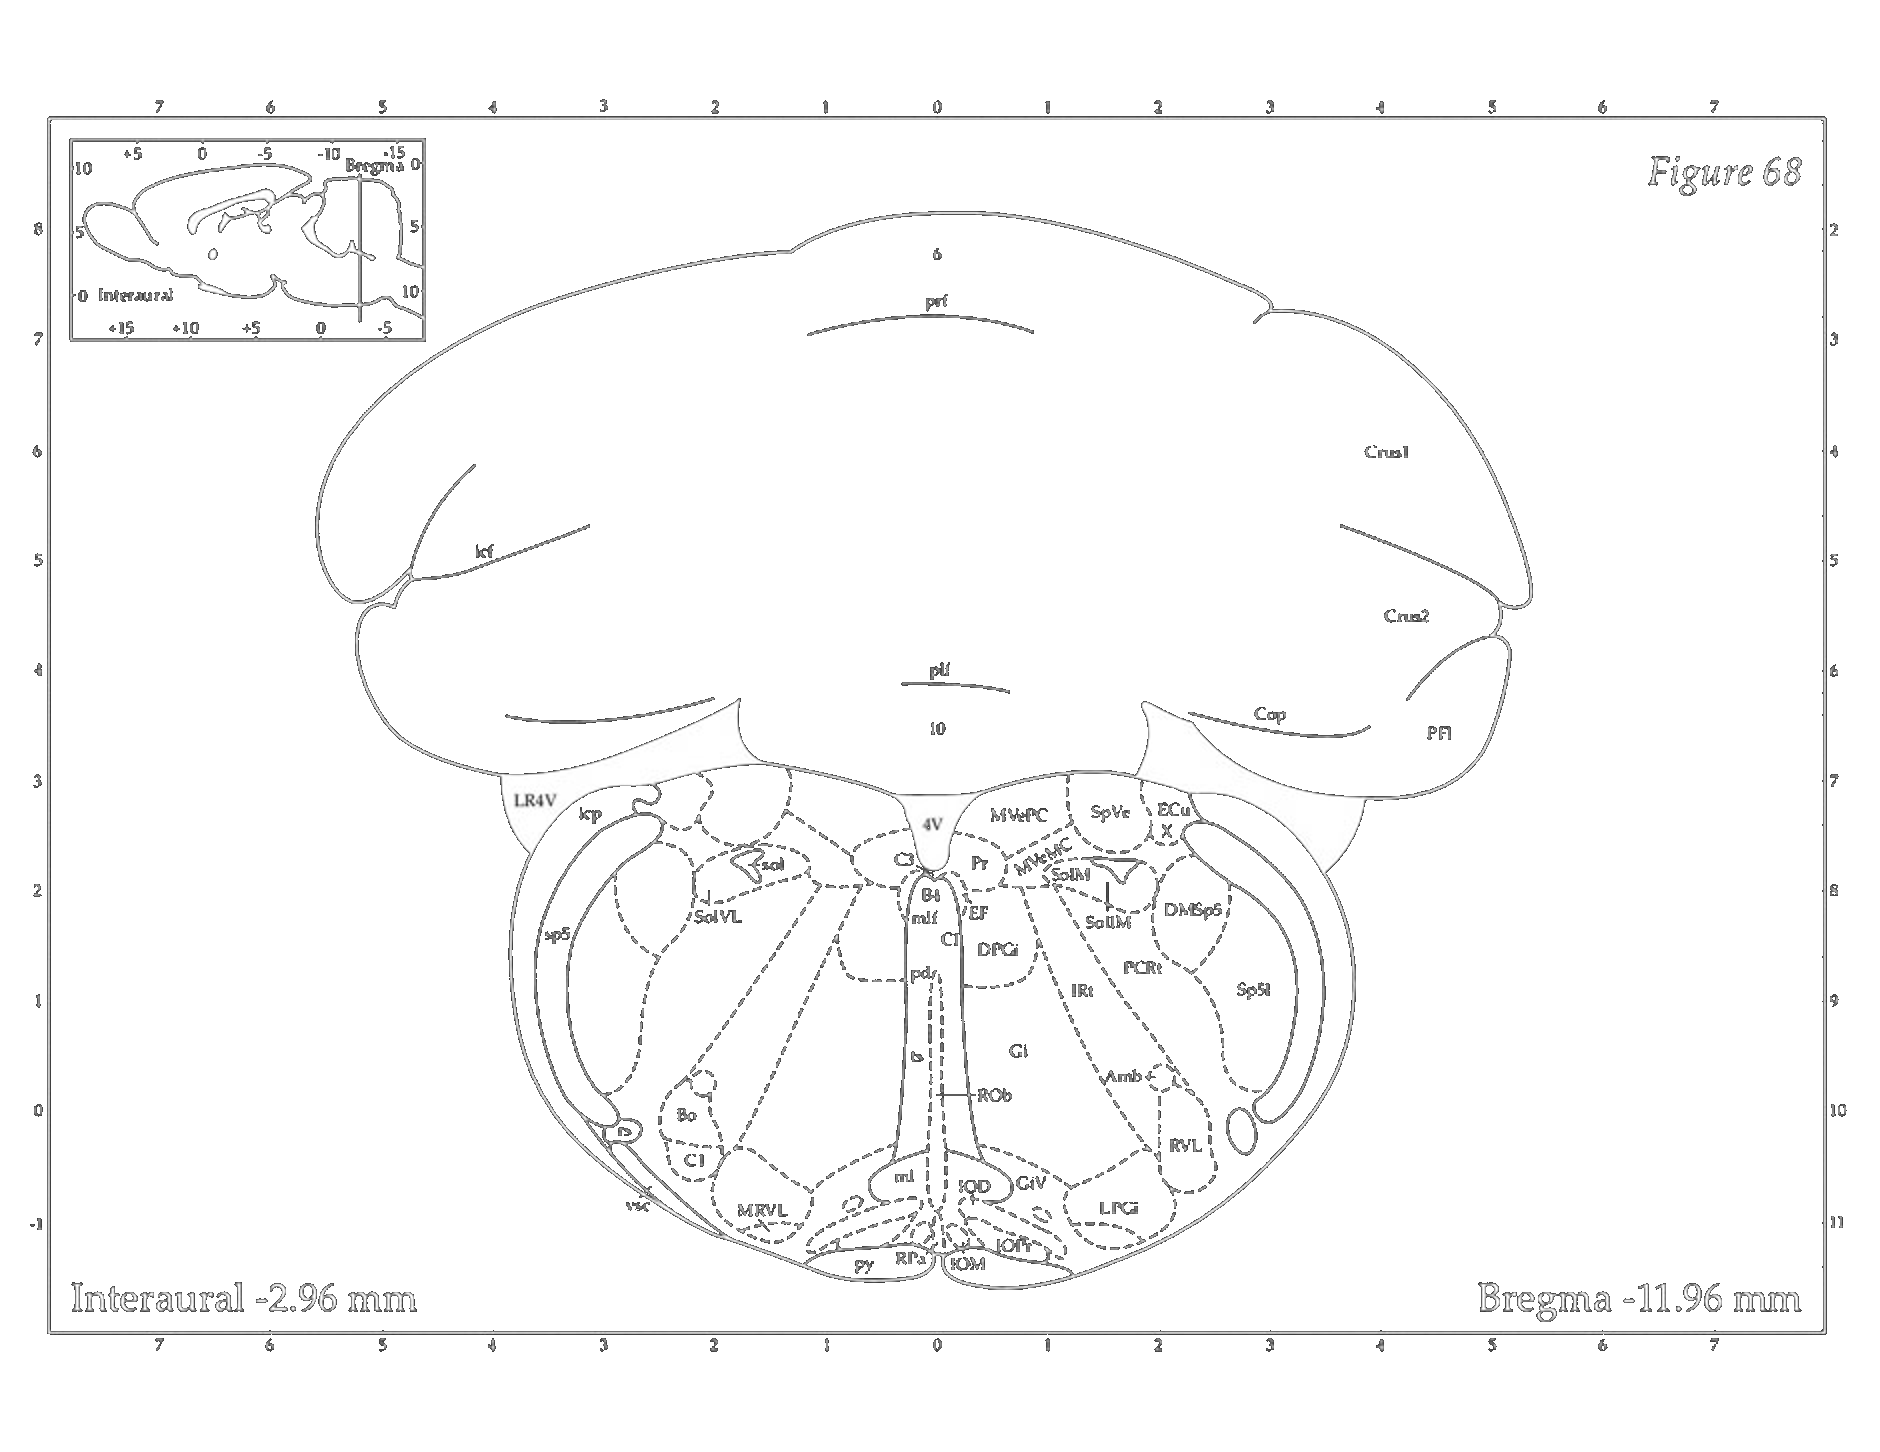 7 6 5 4 3 2 1 0 1 2 3 4 5 6 7
+5 0 -5 -10 -15
Bregma 0
10
5
5
0 Interaural
10
+15 +10 +5 0 -5
Figure 68
8
7
6
5
4
3
2
1
0
-1
2
3
4
5
6
7
8
9
10
11
6
prf
Crus1
icf
Crus2
plf
Cop
10
PFl
LR4V
icp
4V
MVePC
SpVe
ECu
X
sol
C3
Pr
MVeMC
SolM
B4
SolVL
mlf
EF
SolIM
DMSp5
sp5
C1
DPGi
pd
PCRt
IRt
Sp5I
ts
Gi
Amb
ROb
Bo
rs
RVL
C1
ml
IOD
GiV
vsc
MRVL
LPGi
IOPr
py
RPa
IOM
Interaural -2.96 mm
Bregma -11.96 mm
7 6 5 4 3 2 1 0 1 2 3 4 5 6 7